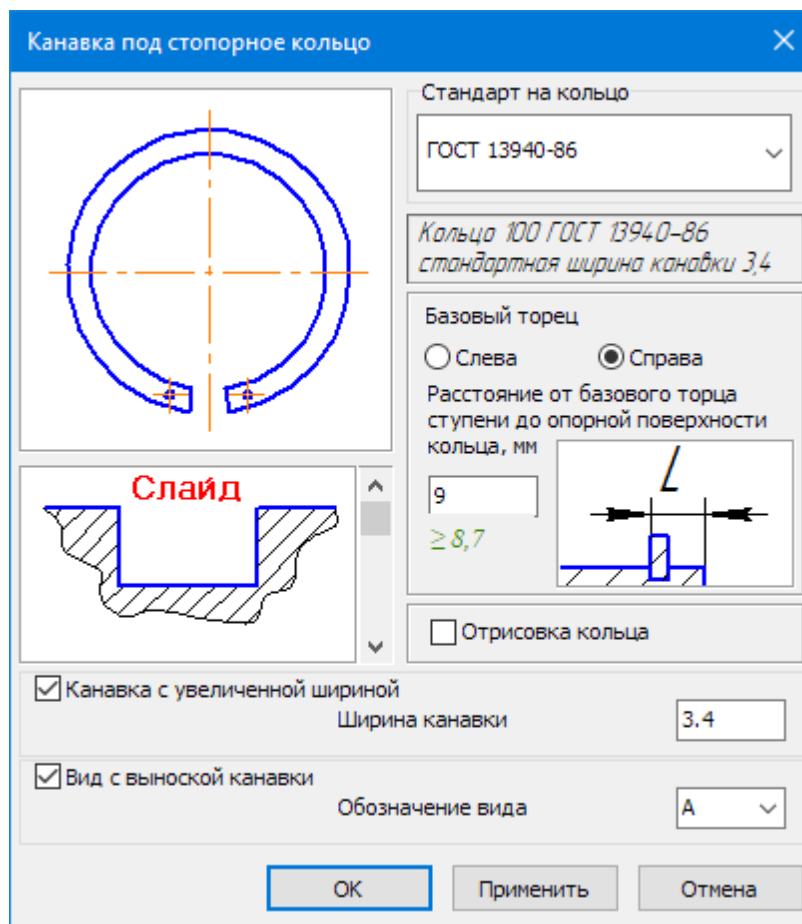 Канавка под стопорное кольцо
Стандарт на кольцо
ГОСТ 13940-86
Кольцо 100 ГОСТ 13940-86
стандартная ширина канавки 3,4
Базовый торец
Слева
Справа
Расстояние от базового торца
ступени до опорной поверхности
кольца, мм
9
≥ 8,7
L
Слайд
Отрисовка кольца
Канавка с увеличенной шириной
Ширина канавки
3.4
Вид с выноской канавки
Обозначение вида
А
ОК
Применить
Отмена